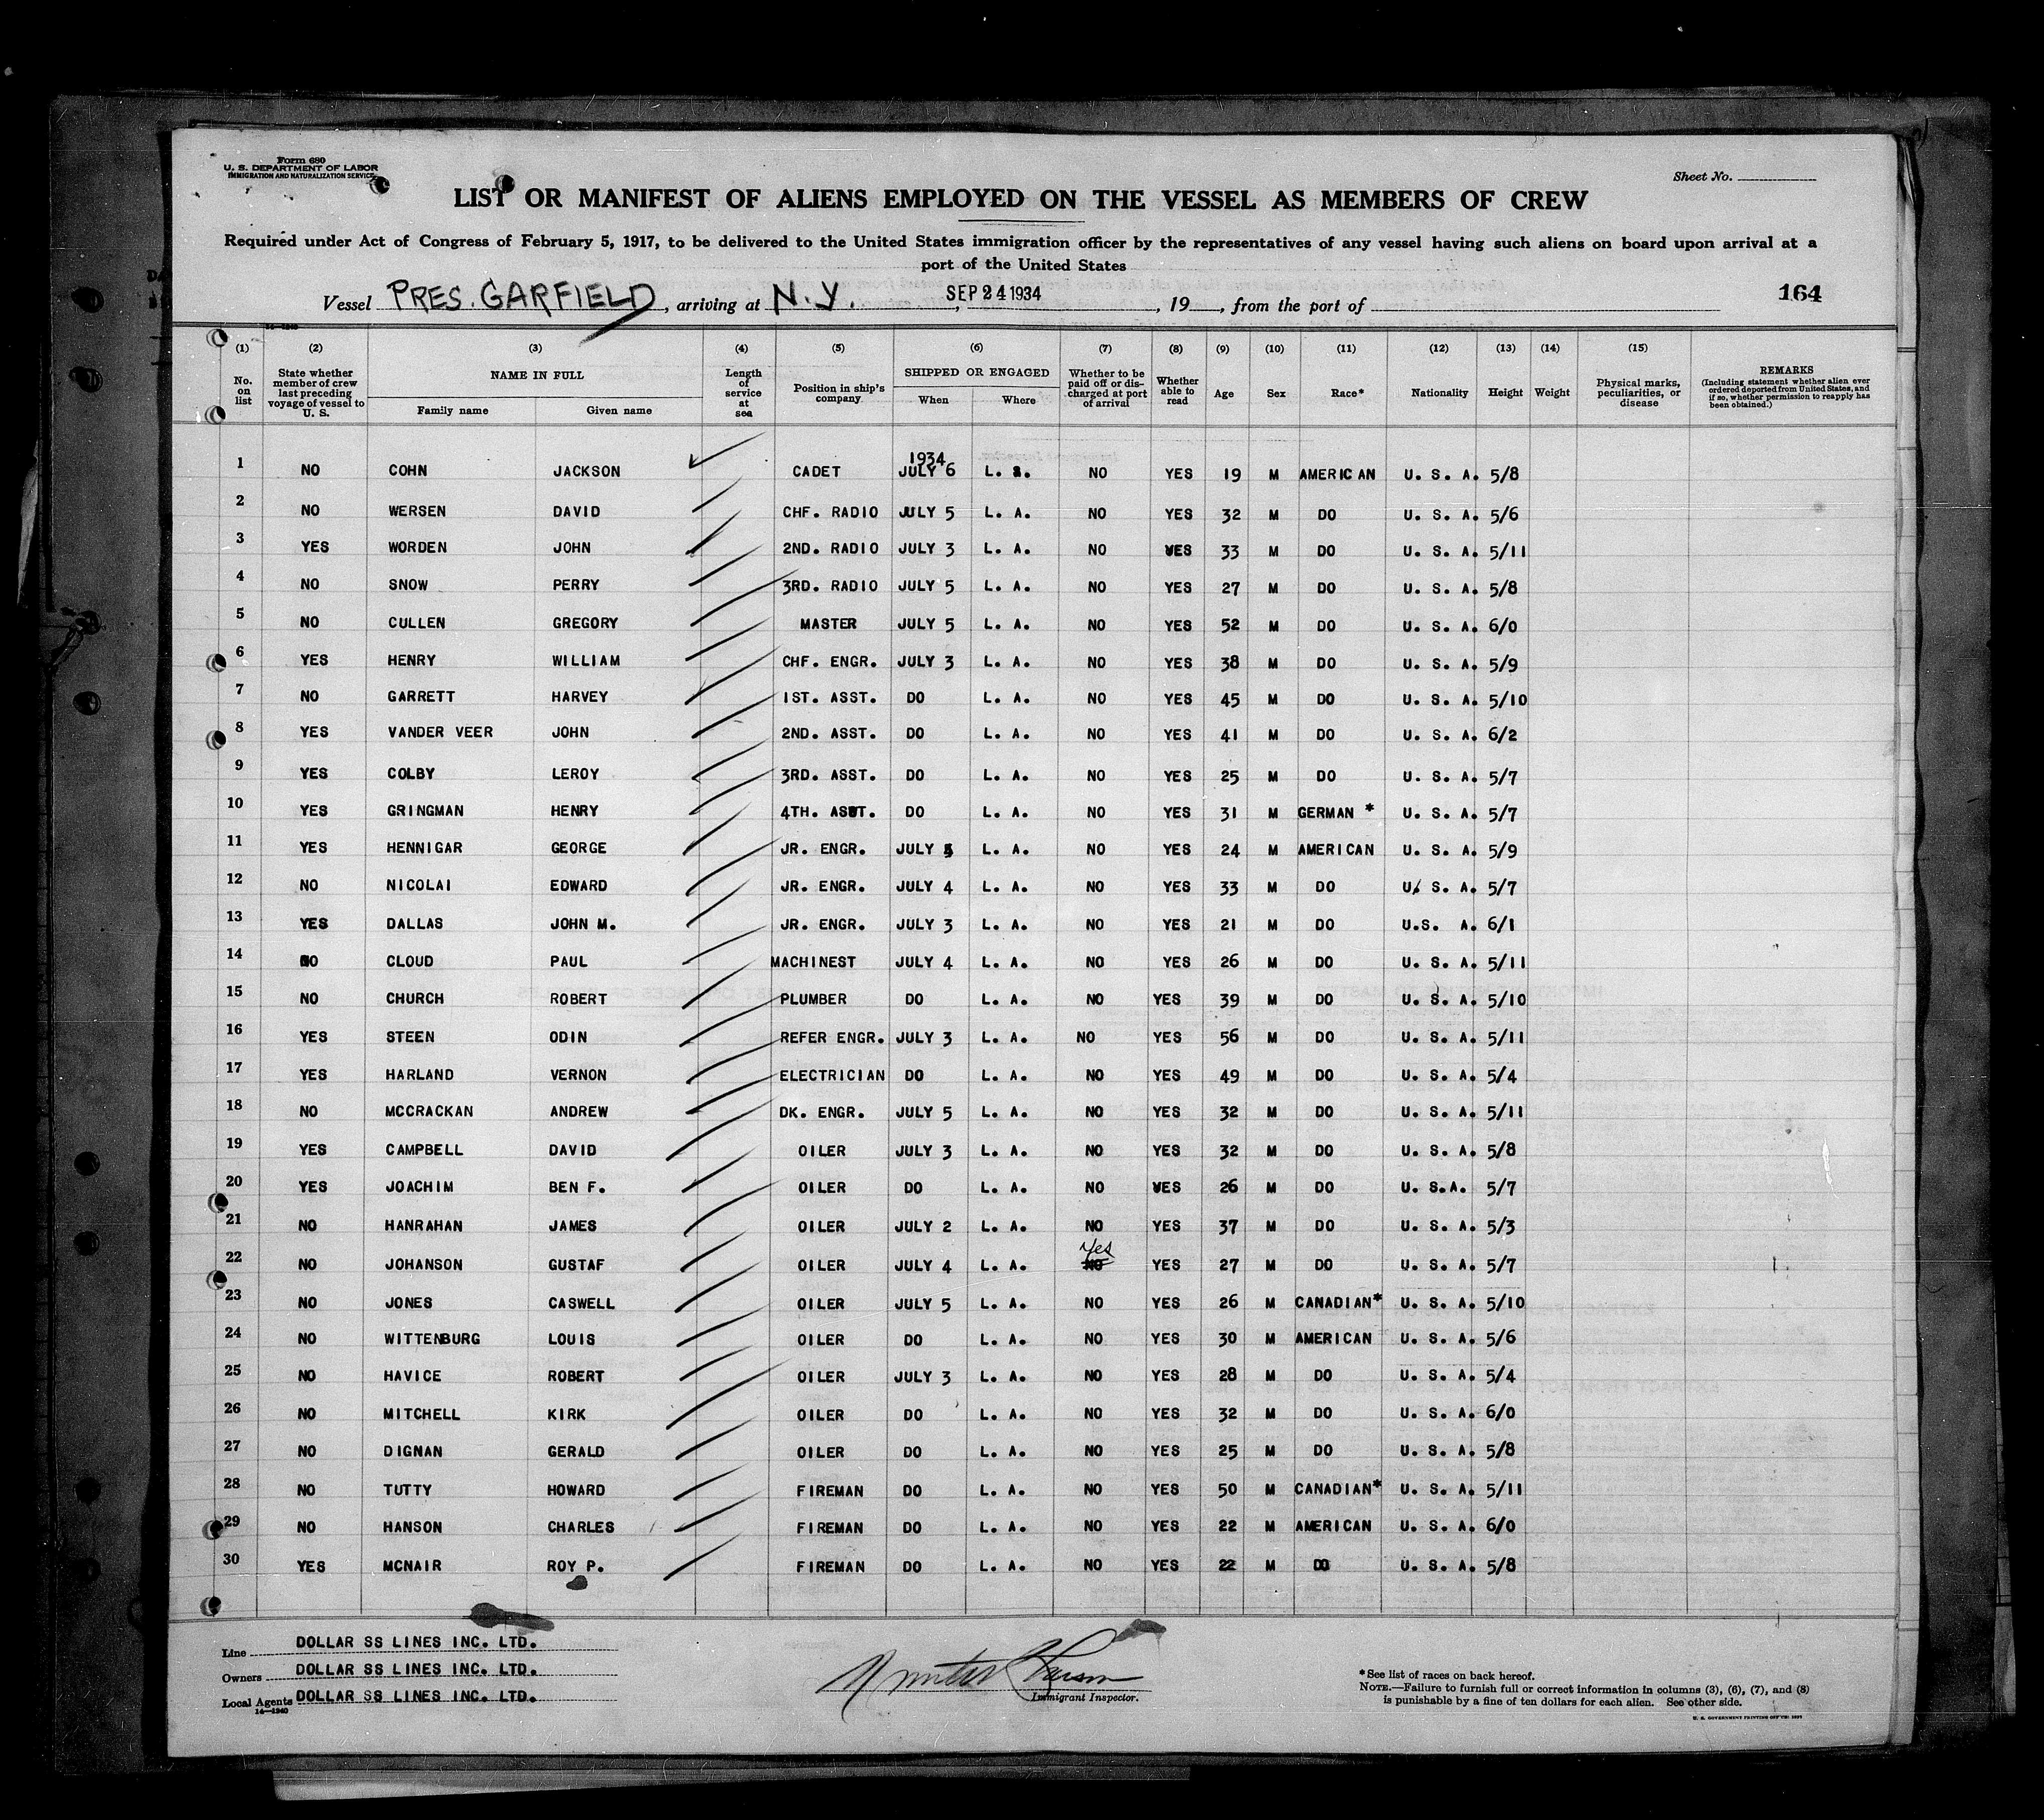 Form 680
U. S. DEPARTMENT OF LABOR
IMMIGRATION AND NATURALIZATION SERVICE
Sheet No.
LIST OR MANIFEST OF ALIENS EMPLOYED ON THE VESSEL AS MEMBERS OF CREW
Required under Act of Congress of February 5, 1917, to be delivered to the United States immigration officer by the representatives of any vessel having such aliens on board upon arrival at a
port of the United States
Vessel PRES. GARFIELD, arriving at N.Y., SEP 24 1934, 19, from the port of 164
14—1940
(1) (2) (3) (4) (5) (6) (7) (8) (9) (10) (11) (12) (13) (14) (15)
No. on list
State whether member of crew last preceding voyage of vessel to U. S.
NAME IN FULL
Family name Given name
Length of service at sea
Position in ship's company
SHIPPED OR ENGAGED
When Where
Whether to be paid off or discharged at port of arrival
Whether able to read
Age
Sex
Race*
Nationality
Height
Weight
Physical marks, peculiarities, or disease
REMARKS
(Including statement whether alien ever ordered deported from United States, and if so, whether permission to reapply has been obtained.)
1934
1 NO COHN JACKSON CADET JULY 6 L. a. NO YES 19 M AMERICAN U. S. A. 5/8
2 NO WERSEN DAVID CHF. RADIO JULY 5 L. A. NO YES 32 M DO U. S. A. 5/6
3 YES WORDEN JOHN 2ND. RADIO JULY 3 L. A. NO YES 33 M DO U. S. A. 5/11
4 NO SNOW PERRY 3RD. RADIO JULY 5 L. A. NO YES 27 M DO U. S. A. 5/8
5 NO CULLEN GREGORY MASTER JULY 5 L. A. NO YES 52 M DO U. S. A. 6/0
6 YES HENRY WILLIAM CHF. ENGR. JULY 3 L. A. NO YES 38 M DO U. S. A. 5/9
7 NO GARRETT HARVEY 1ST. ASST. DO L. A. NO YES 45 M DO U. S. A. 5/10
8 YES VANDER VEER JOHN 2ND. ASST. DO L. A. NO YES 41 M DO U. S. A. 6/2
9 YES COLBY LEROY 3RD. ASST. DO L. A. NO YES 25 M DO U. S. A. 5/7
10 YES GRINGMAN HENRY 4TH. ASST. DO L. A. NO YES 31 M GERMAN * U. S. A. 5/7
11 YES HENNIGAR GEORGE JR. ENGR. JULY L. A. NO YES 24 M AMERICAN U. S. A. 5/9
12 NO NICOLAI EDWARD JR. ENGR. JULY 4 L. A. NO YES 33 M DO U. S. A. 5/7
13 YES DALLAS JOHN M. JR. ENGR. JULY 3 L. A. NO YES 21 M DO U.S. A. 6/1
14 NO CLOUD PAUL MACHINEST JULY 4 L. A. NO YES 26 M DO U. S. A. 5/11
15 NO CHURCH ROBERT PLUMBER DO L. A. NO YES 39 M DO U. S. A. 5/10
16 YES STEEN ODIN REFER ENGR. JULY 3 L. A. NO YES 56 M DO U. S. A. 5/11
17 YES HARLAND VERNON ELECTRICIAN DO L. A. NO YES 49 M DO U. S. A. 5/4
18 NO MCCRACKAN ANDREW DK. ENGR. JULY 5 L. A. NO YES 32 M DO U. S. A. 5/11
19 YES CAMPBELL DAVID OILER JULY 3 L. A. NO YES 32 M DO U. S. A. 5/8
20 YES JOACHIM BEN F. OILER DO L. A. NO YES 26 M DO U. S.A. 5/7
21 NO HANRAHAN JAMES OILER JULY 2 L. A. NO YES 37 M DO U. S. A. 5/3
22 NO JOHANSON GUSTAF OILER JULY 4 L. A. NO Yes YES 27 M DO U. S. A. 5/7
23 NO JONES CASWELL OILER JULY 5 L. A. NO YES 26 M CANADIAN* U. S. A. 5/10
24 NO WITTENBURG LOUIS OILER DO L. A. NO YES 30 M AMERICAN U. S. A. 5/6
25 NO HAVICE ROBERT OILER JULY 3 L. A. NO YES 28 M DO U. S. A. 5/4
26 NO MITCHELL KIRK OILER DO L. A. NO YES 32 M DO U. S. A. 6/0
27 NO DIGNAN GERALD OILER DO L. A. NO YES 25 M DO U. S. A. 5/8
28 NO TUTTY HOWARD FIREMAN DO L. A. NO YES 50 M CANADIAN* U. S. A. 5/11
29 NO HANSON CHARLES FIREMAN DO L. A. NO YES 22 M AMERICAN U. S. A. 6/0
30 YES MCNAIR ROY P. FIREMAN DO L. A. NO YES 22 M DO U. S. A. 5/8
Line DOLLAR SS LINES INC. LTD.
Owners DOLLAR SS LINES INC. LTD.
Local Agents DOLLAR SS LINES INC. LTD.
14—1940
Immigrant Inspector.
*See list of races on back hereof.
NOTE.—Failure to furnish full or correct information in columns (3), (6), (7), and (8)
is punishable by a fine of ten dollars for each alien. See other side.